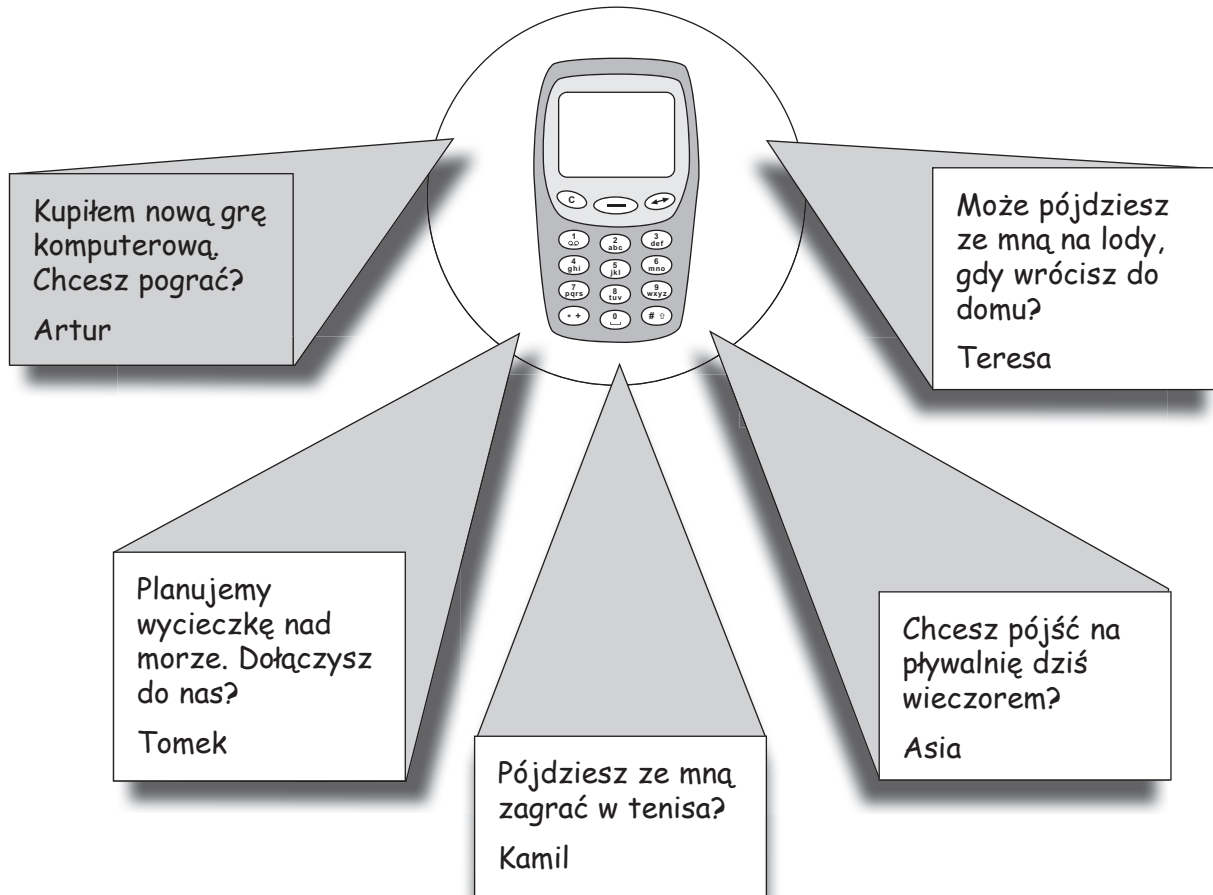 Kupiłem nową grę
komputerową.
Chcesz pograć?
Artur
Może pójdziesz
ze mną na lody,
gdy wrócisz do
domu?
Teresa
Planujemy
wycieczkę nad
morze. Dołączysz
do nas?
Tomek
Pójdziesz ze mną
zagrać w tenisa?
Kamil
Chcesz pójść na
pływalnię dziś
wieczorem?
Asia
C
1
2 abc
3 def
4 ghi
5 jkl
6 mno
7 pqrs
8 tuv
9 wxyz
* +
0
#